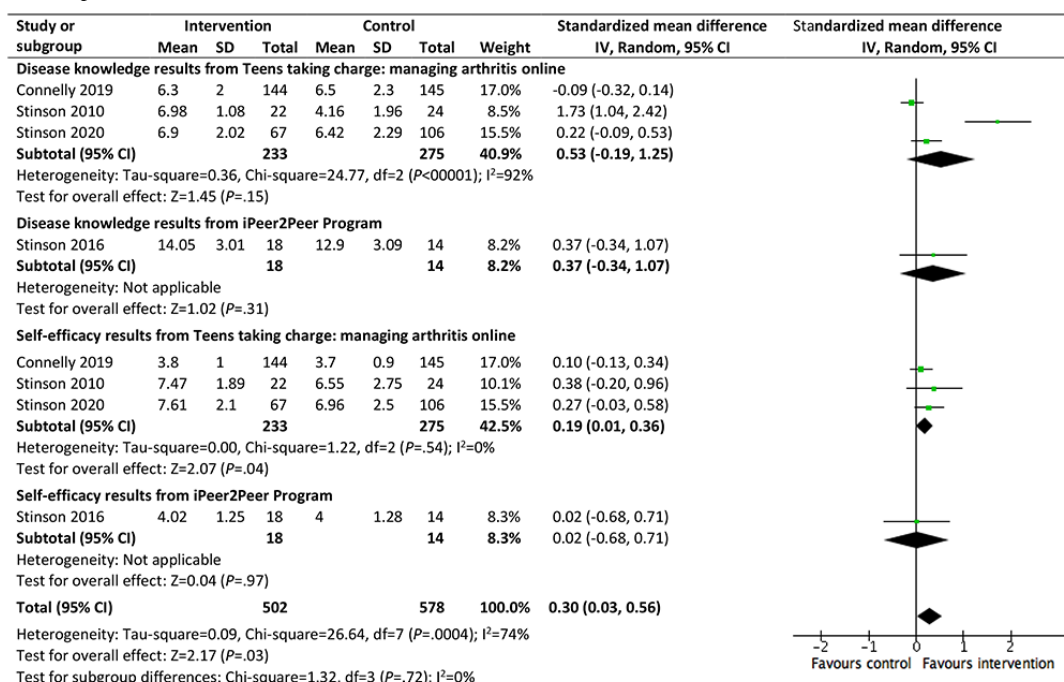 Study or subgroup Intervention Control Standardized mean difference Standardized mean difference
Mean SD Total Mean SD Total Weight IV, Random, 95% CI IV, Random, 95% CI
Disease knowledge results from Teens taking charge: managing arthritis online
Connelly 2019 6.3 2 144 6.5 2.3 145 17.0% -0.09 (-0.32, 0.14)
Stinson 2010 6.98 1.08 22 4.16 1.96 24 8.5% 1.73 (1.04, 2.42)
Stinson 2020 6.9 2.02 67 6.42 2.29 106 15.5% 0.22 (-0.09, 0.53)
Subtotal (95% CI) 233 275 40.9% 0.53 (-0.19, 1.25)
Heterogeneity: Tau-square=0.36, Chi-square=24.77, df=2 (P<00001); I²=92%
Test for overall effect: Z=1.45 (P=.15)
Disease knowledge results from iPeer2Peer Program
Stinson 2016 14.05 3.01 18 12.9 3.09 14 8.2% 0.37 (-0.34, 1.07)
Subtotal (95% CI) 18 14 8.2% 0.37 (-0.34, 1.07)
Heterogeneity: Not applicable
Test for overall effect: Z=1.02 (P=.31)
Self-efficacy results from Teens taking charge: managing arthritis online
Connelly 2019 3.8 1 144 3.7 0.9 145 17.0% 0.10 (-0.13, 0.34)
Stinson 2010 7.47 1.89 22 6.55 2.75 24 10.1% 0.38 (-0.20, 0.96)
Stinson 2020 7.61 2.1 67 6.96 2.5 106 15.5% 0.27 (-0.03, 0.58)
Subtotal (95% CI) 233 275 42.5% 0.19 (0.01, 0.36)
Heterogeneity: Tau-square=0.00, Chi-square=1.22, df=2 (P=.54); I²=0%
Test for overall effect: Z=2.07 (P=.04)
Self-efficacy results from iPeer2Peer Program
Stinson 2016 4.02 1.25 18 4 1.28 14 8.3% 0.02 (-0.68, 0.71)
Subtotal (95% CI) 18 14 8.3% 0.02 (-0.68, 0.71)
Heterogeneity: Not applicable
Test for overall effect: Z=0.04 (P=.97)
Total (95% CI) 502 578 100.0% 0.30 (0.03, 0.56)
Heterogeneity: Tau-square=0.09, Chi-square=26.64, df=7 (P=.0004); I²=74%
Test for overall effect: Z=2.17 (P=.03)
Test for subgroup differences: Chi-square=1.32, df=3 (P=.72); I²=0%
-2 -1 0 1 2
Favours control Favours intervention